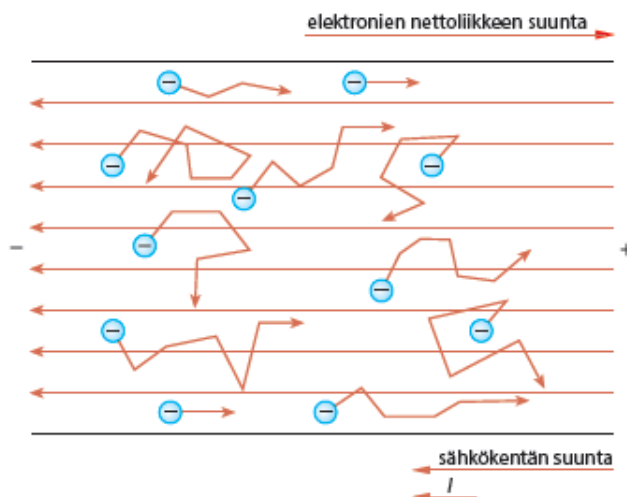 elektronien nettoliikkeen suunta
− +
sähkökentän suunta
I